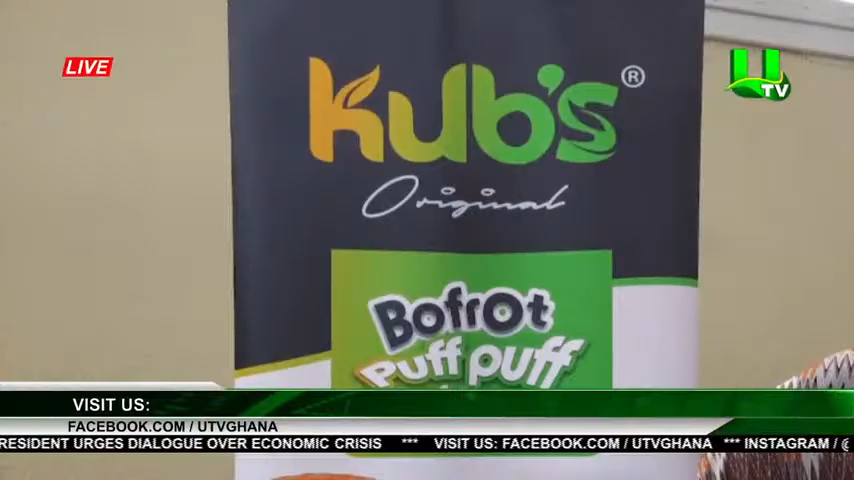 LIVE
UTV
Kub's®
Original
Bofrot
Puff puff
VISIT US:
FACEBOOK.COM / UTVGHANA
RESIDENT URGES DIALOGUE OVER ECONOMIC CRISIS *** VISIT US: FACEBOOK.COM / UTVGHANA *** INSTAGRAM / @